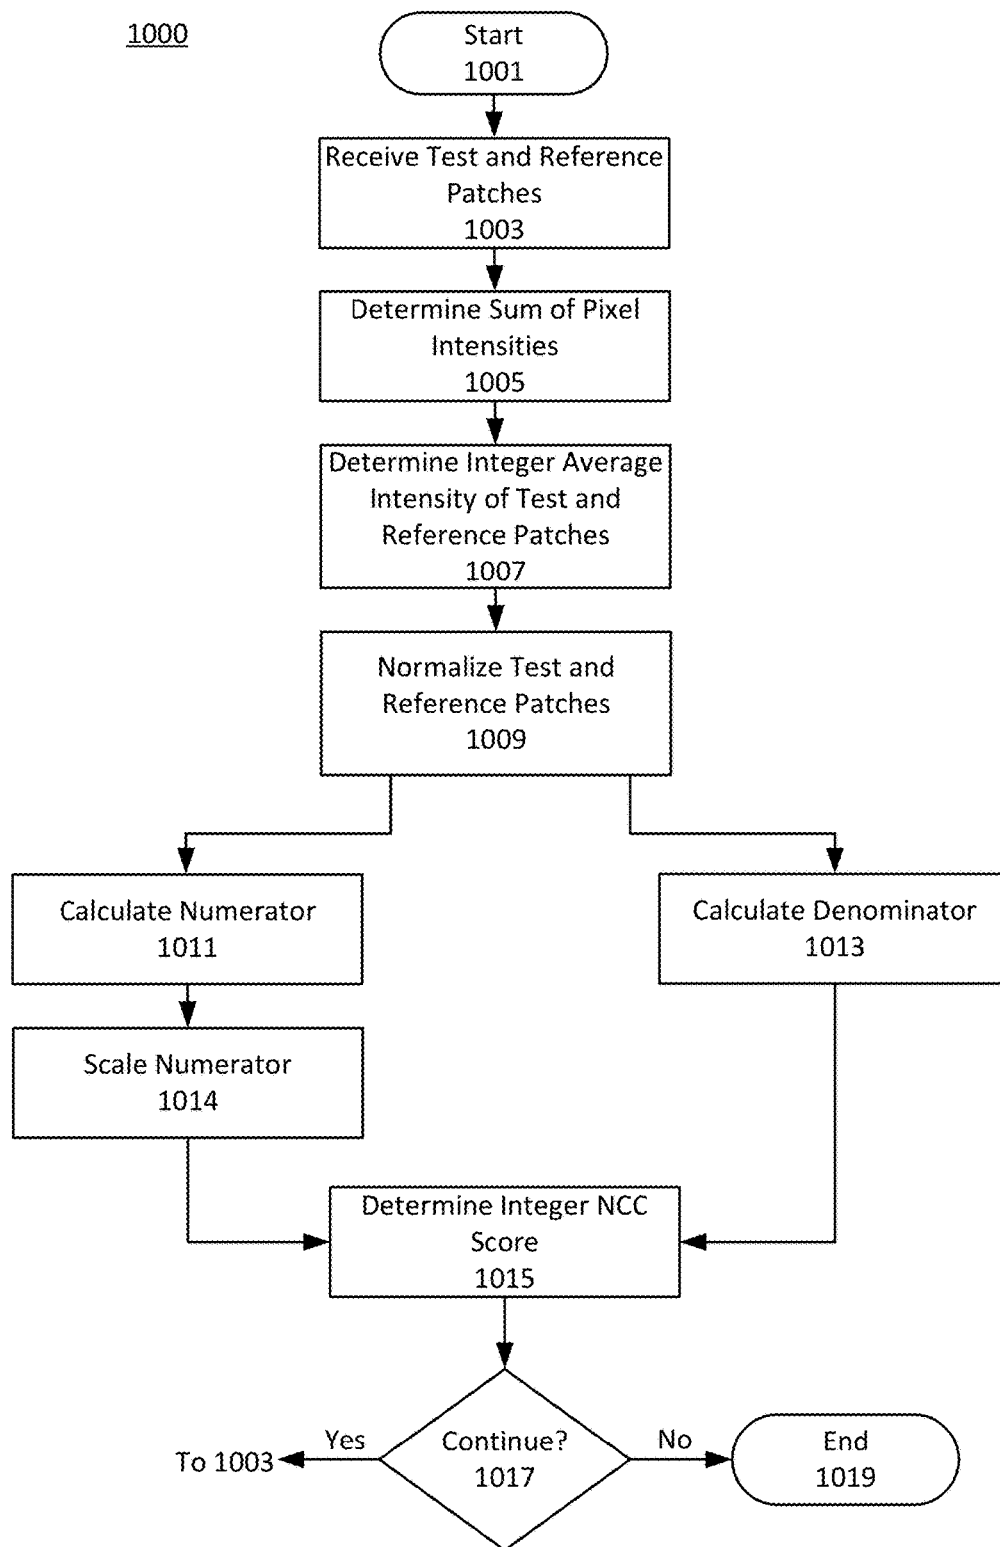 1000
Start
1001
Receive Test and Reference
Patches
1003
Determine Sum of Pixel
Intensities
1005
Determine Integer Average
Intensity of Test and
Reference Patches
1007
Normalize Test and
Reference Patches
1009
Calculate Numerator
1011
Calculate Denominator
1013
Scale Numerator
1014
Determine Integer NCC
Score
1015
To 1003
Yes
Continue?
1017
No
End
1019